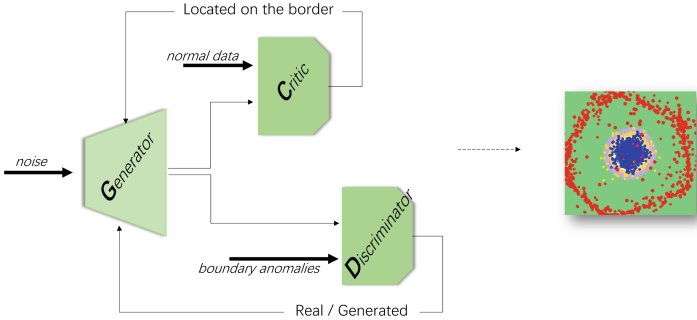 Located on the border
normal data
Critic
noise
Generator
Discriminator
boundary anomalies
Real / Generated